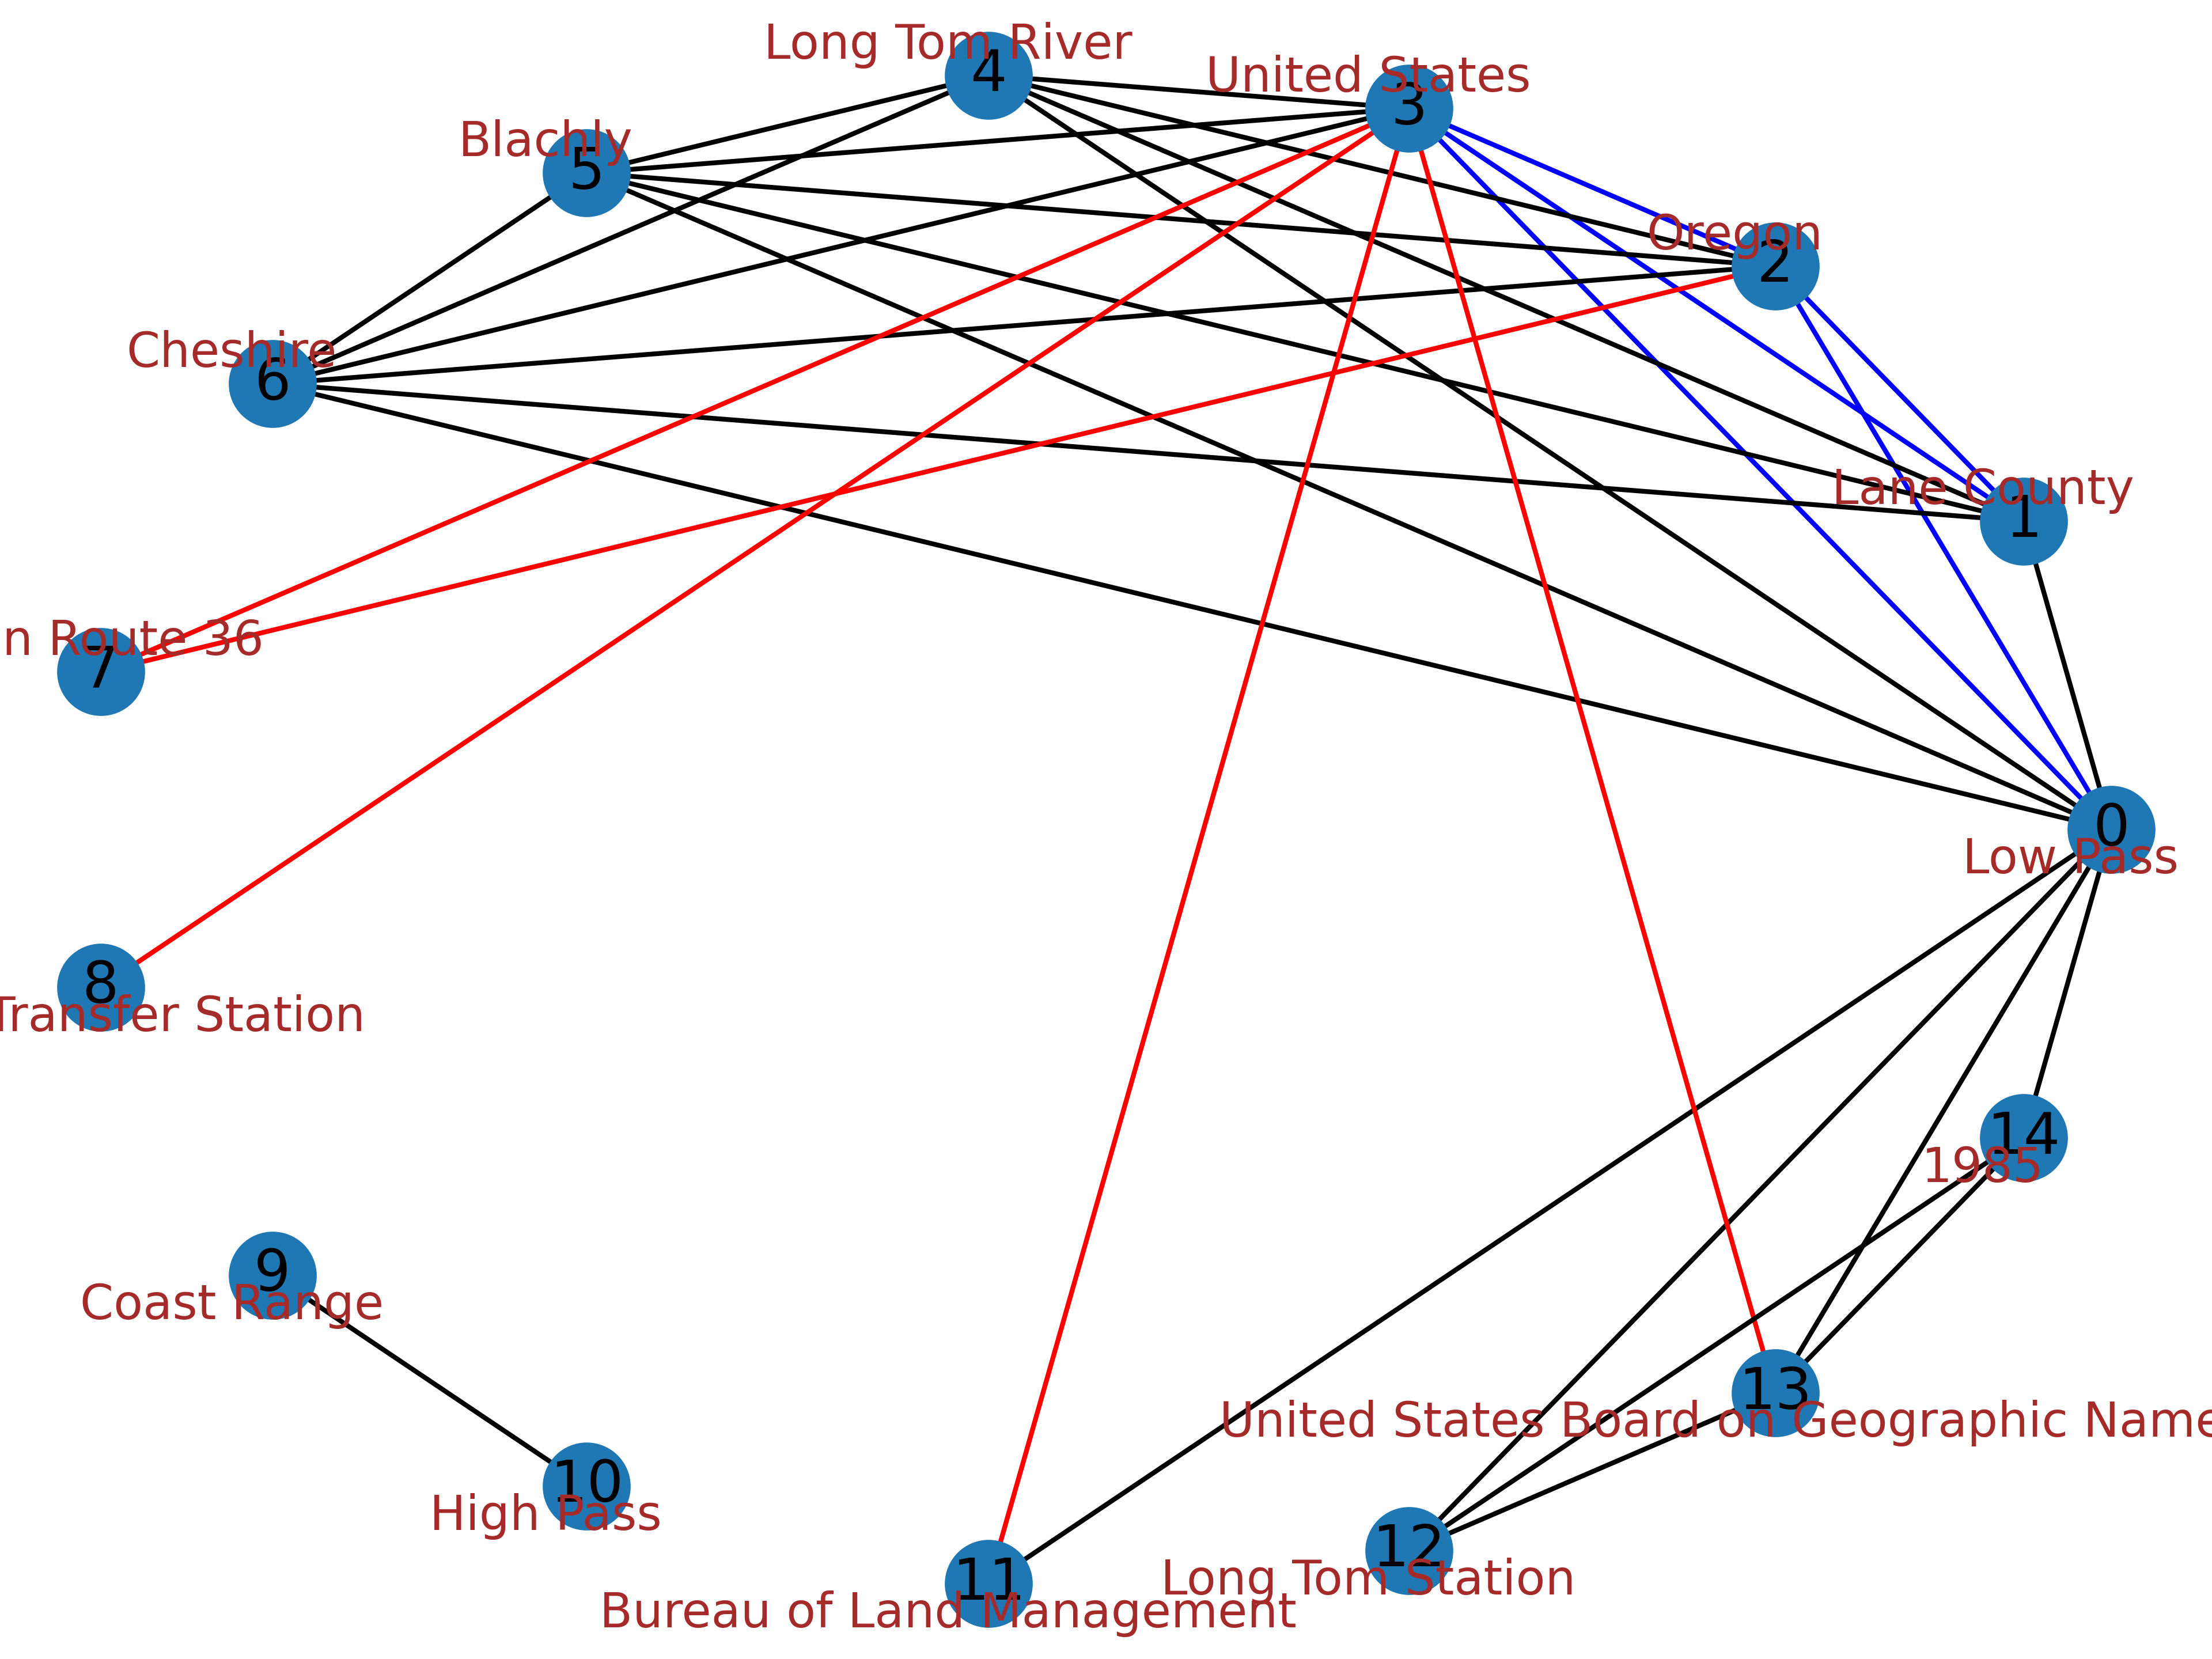 Long Tom River
4
United States
3
Blachly
5
Oregon
2
Cheshire
6
Lane County
1
n Route 36
7
0
Low Pass
8
Transfer Station
14
1985
9
Coast Range
13
United States Board on Geographic Name
10
High Pass
12
Long Tom Station
11
Bureau of Land Management